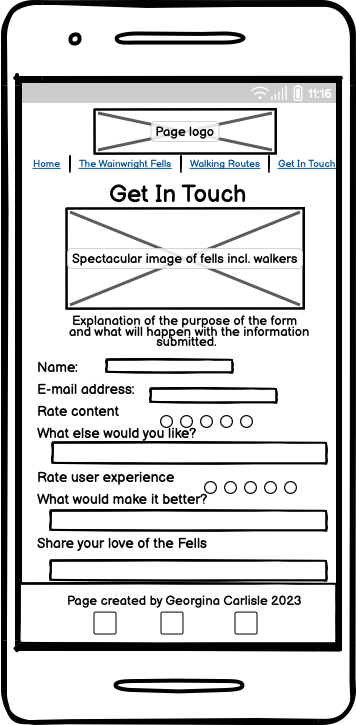 11:16
Page logo
Home The Wainwright Fells Walking Routes Get In Touch
Get In Touch
Spectacular image of fells incl. walkers
Explanation of the purpose of the form
and what will happen with the information
submitted.
Name:
E-mail address:
Rate content
What else would you like?
Rate user experience
What would make it better?
Share your love of the Fells
Page created by Georgina Carlisle 2023